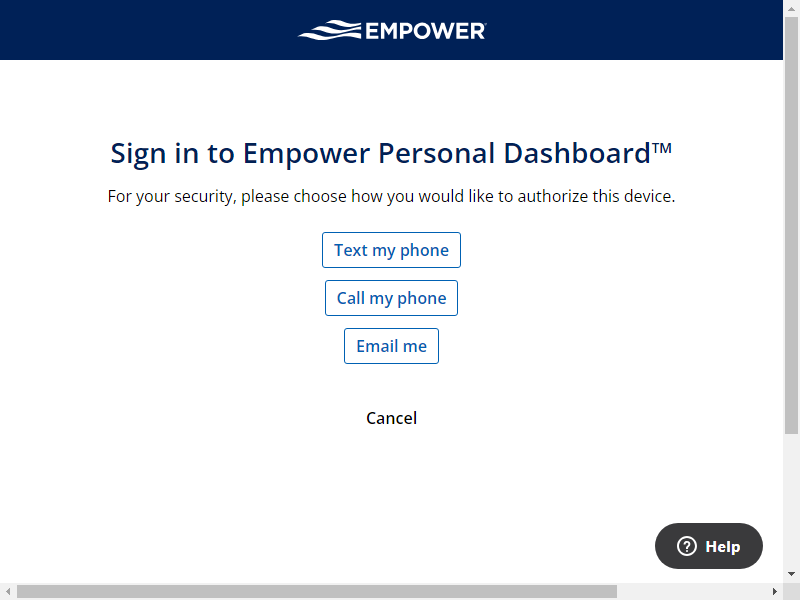 EMPOWER
Sign in to Empower Personal Dashboard™
For your security, please choose how you would like to authorize this device.
Text my phone
Call my phone
Email me
Cancel
Help